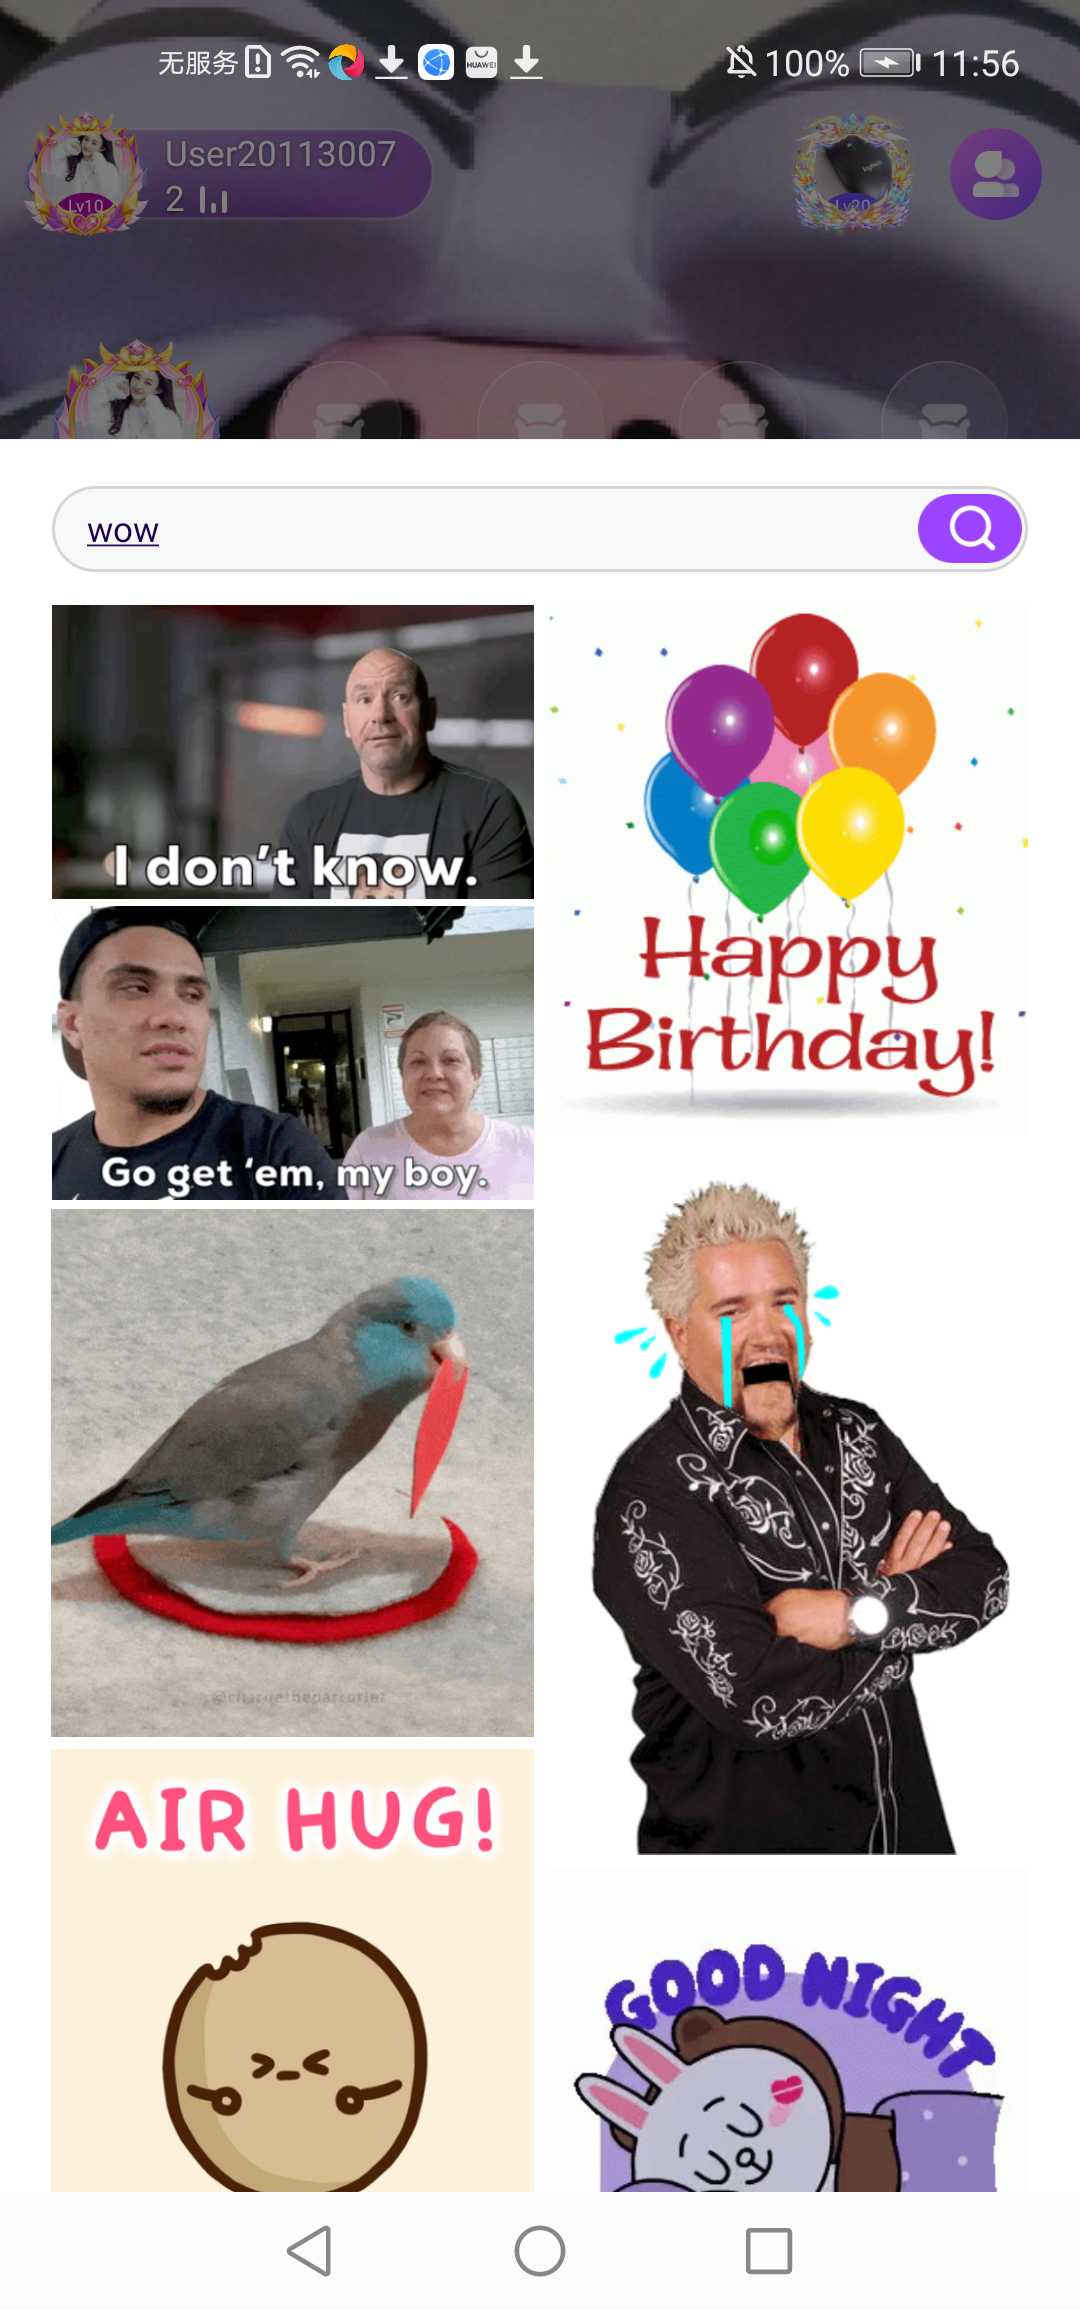 无服务
HUAWEI
100%
11:56
User20113007
2
Lv10
Lv20
wow
I don't know.
Happy
Birthday!
Go get 'em, my boy.
AIR HUG!
GOOD NIGHT